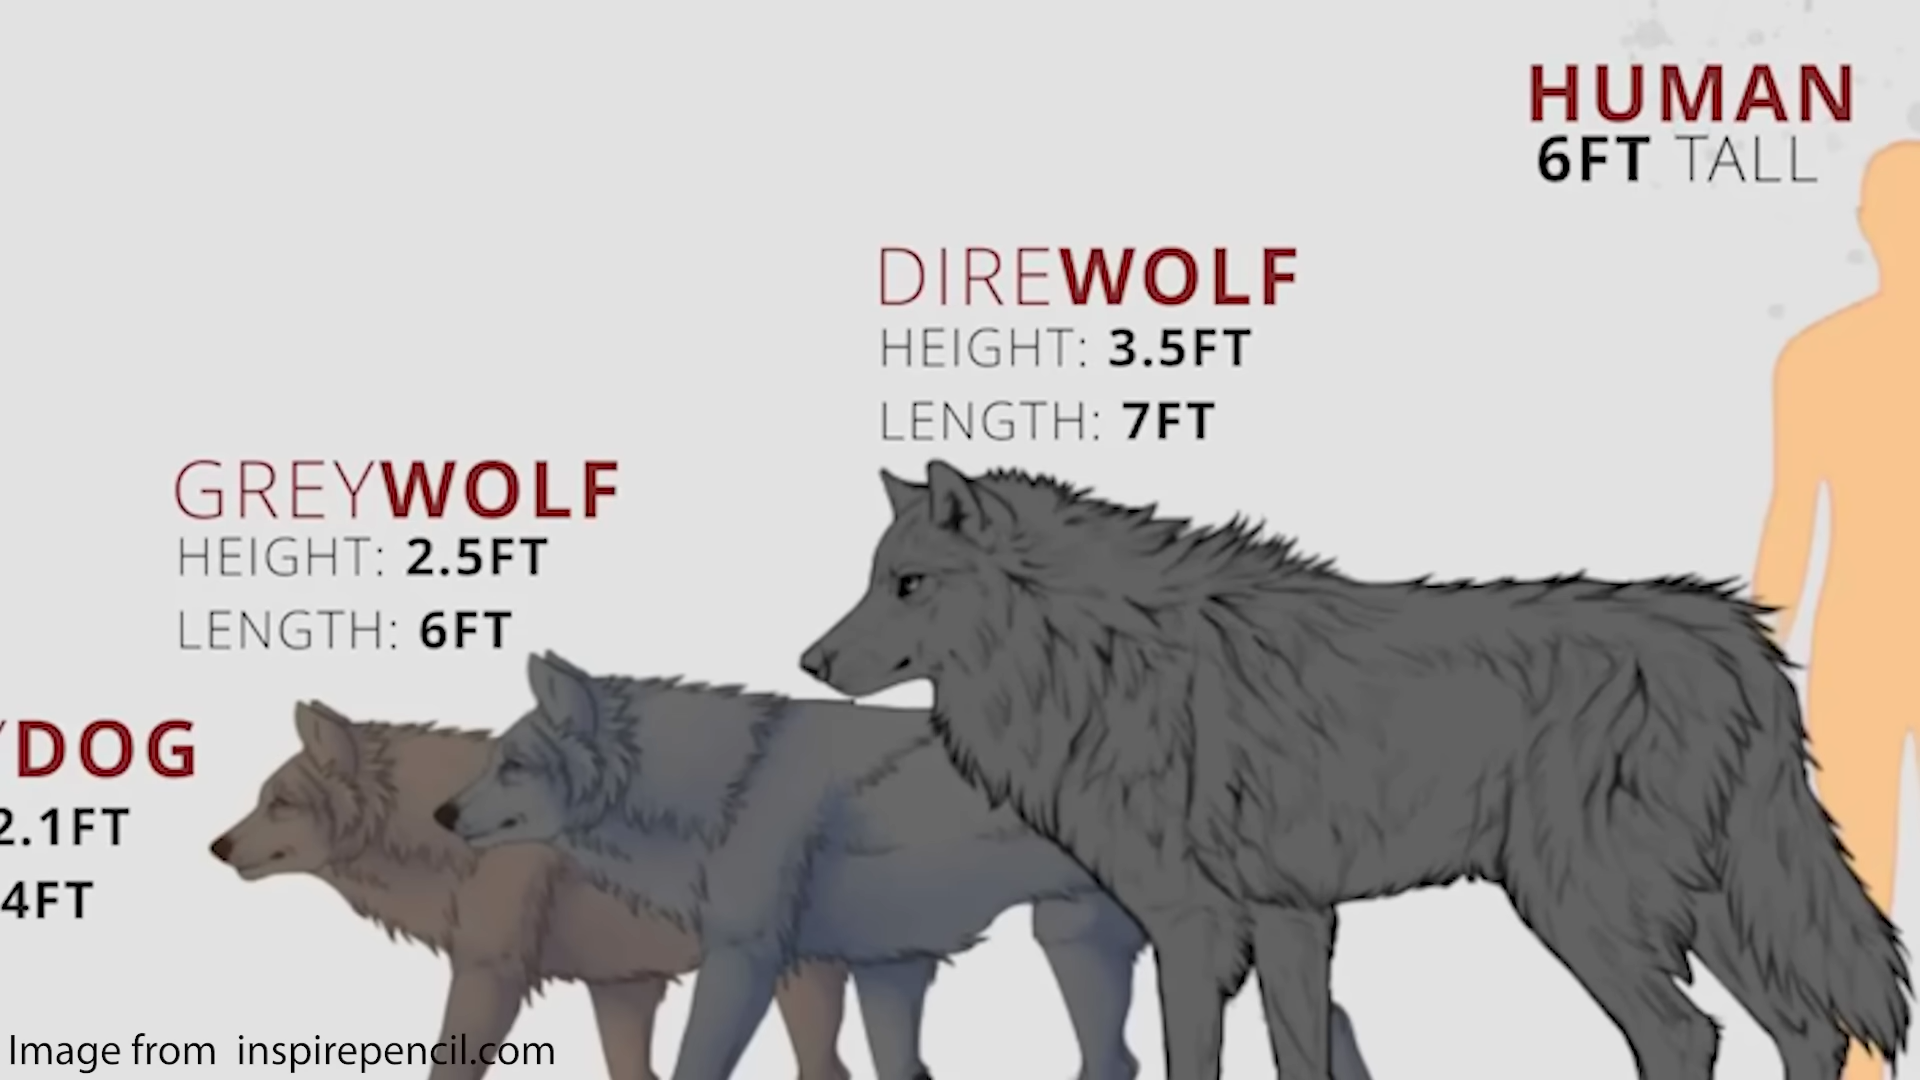 HUMAN
6FT TALL
DIREWOLF
HEIGHT: 3.5FT
LENGTH: 7FT
GREYWOLF
HEIGHT: 2.5FT
LENGTH: 6FT
DOG
2.1FT
4FT
Image from inspirepencil.com